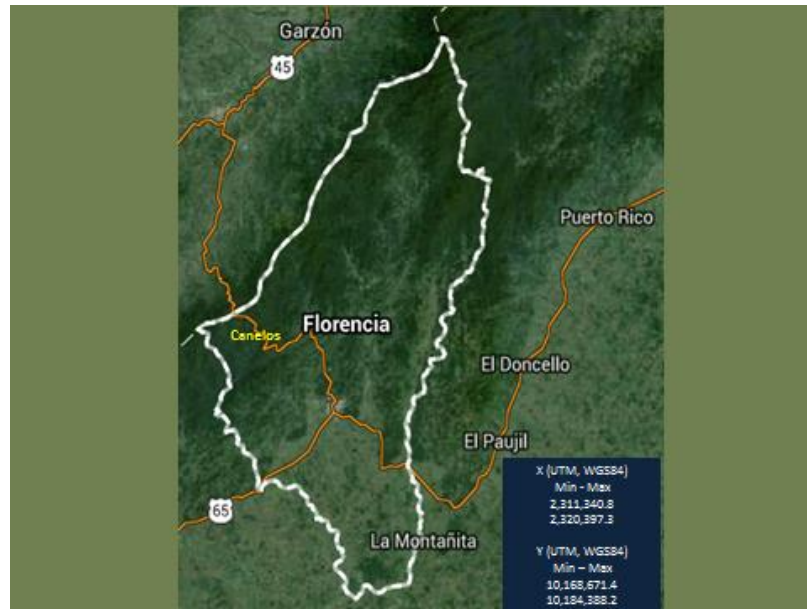 Garzón
45
Puerto Rico
Canelos
Florencia
El Doncello
El Paujil
65
La Montañita
X (UTM, WGS84)
Min - Max
2,311,340.8
2,320,397.3
Y (UTM, WGS84)
Min – Max
10,168,671.4
10,184,388.2